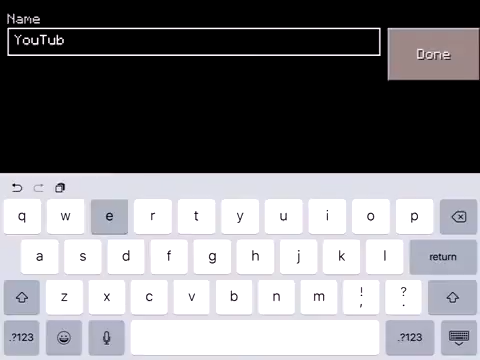 Name
YouTub
Done
q w e r t y u i o p
a s d f g h j k l return
z x c v b n m ! , ? .
.?123 .?123